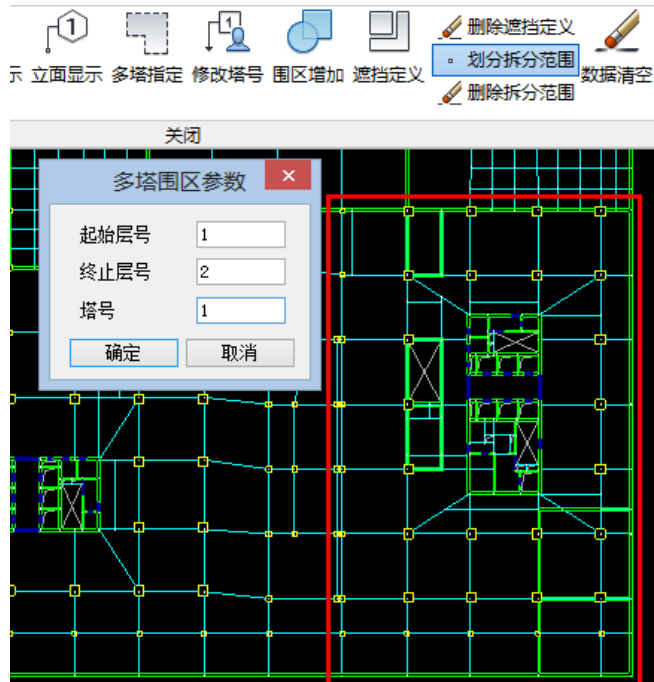 1
1
删除遮挡定义
划分拆分范围
示 立面显示 多塔指定 修改塔号 围区增加 遮挡定义 数据清空
删除拆分范围
关闭
多塔围区参数 ×
起始层号 1
终止层号 2
塔号 1
确定 取消